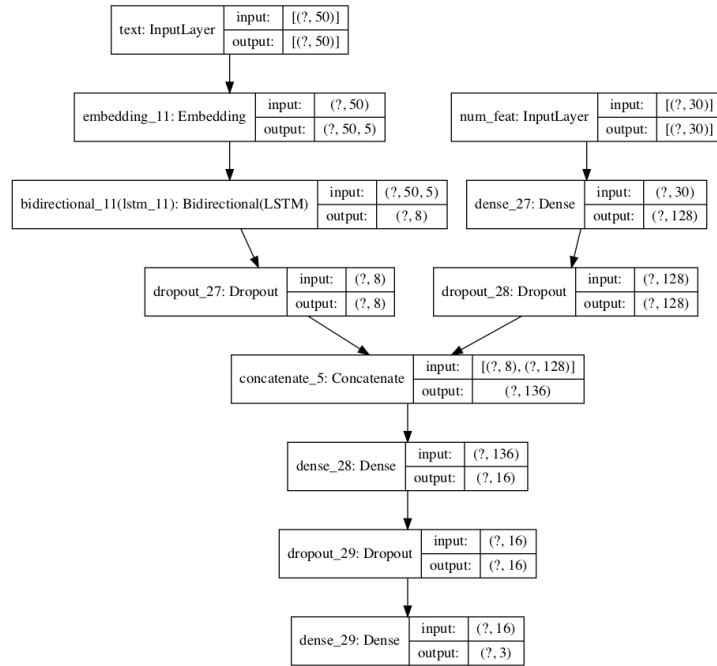 text: InputLayer input: [(?, 50)]
output: [(?, 50)]
embedding_11: Embedding input: (?, 50)
output: (?, 50, 5)
num_feat: InputLayer input: [(?, 30)]
output: [(?, 30)]
bidirectional_11(lstm_11): Bidirectional(LSTM) input: (?, 50, 5)
output: (?, 8)
dense_27: Dense input: (?, 30)
output: (?, 128)
dropout_27: Dropout input: (?, 8)
output: (?, 8)
dropout_28: Dropout input: (?, 128)
output: (?, 128)
concatenate_5: Concatenate input: [(?, 8), (?, 128)]
output: (?, 136)
dense_28: Dense input: (?, 136)
output: (?, 16)
dropout_29: Dropout input: (?, 16)
output: (?, 16)
dense_29: Dense input: (?, 16)
output: (?, 3)